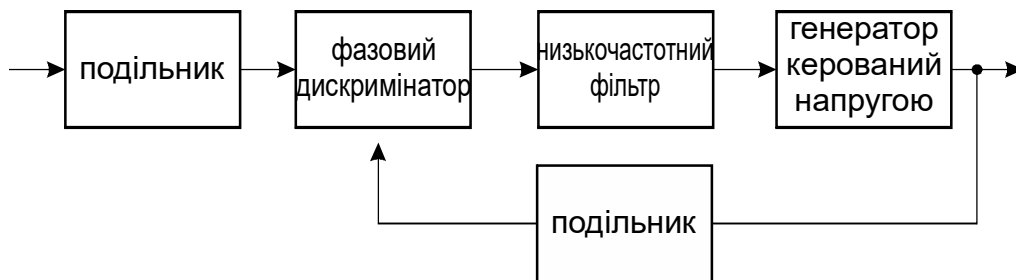 подільник
фазовий
дискримінатор
низькочастотний
фільтр
генератор
керований
напругою
подільник